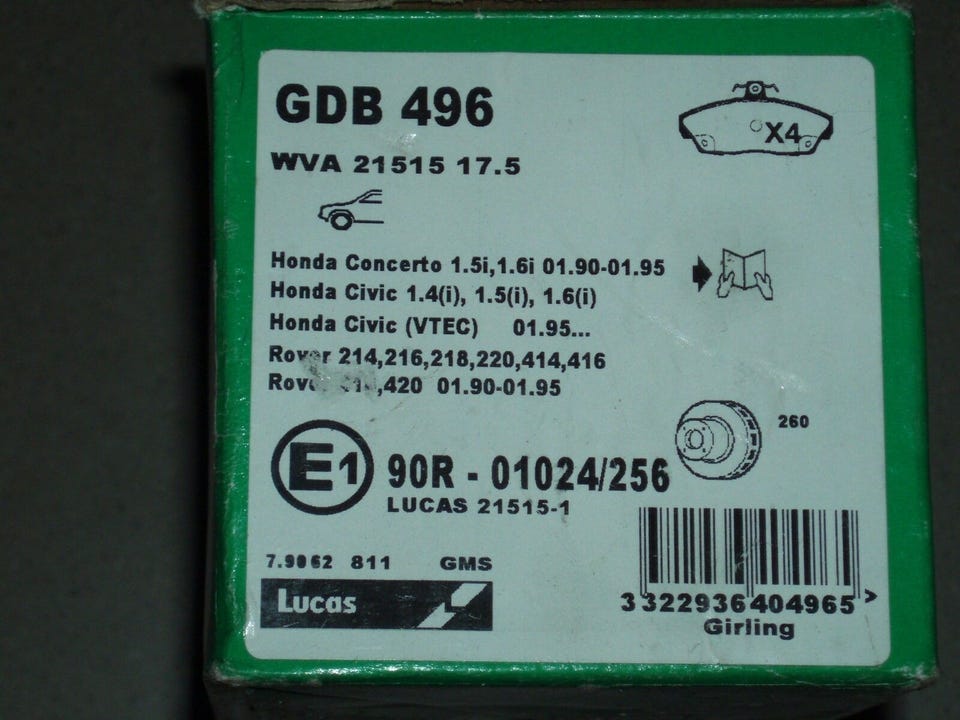 GDB 496
X4
WVA 21515 17.5
Honda Concerto 1.5i,1.6i 01.90-01.95
Honda Civic 1.4(i), 1.5(i), 1.6(i)
Honda Civic (VTEC) 01.95...
Rover 214,216,218,220,414,416
420 01.90-01.95
260
E1 90R - 01024/256
LUCAS 21515-1
7.9062 811 GMS
Lucas
3322936404965 >
Girling